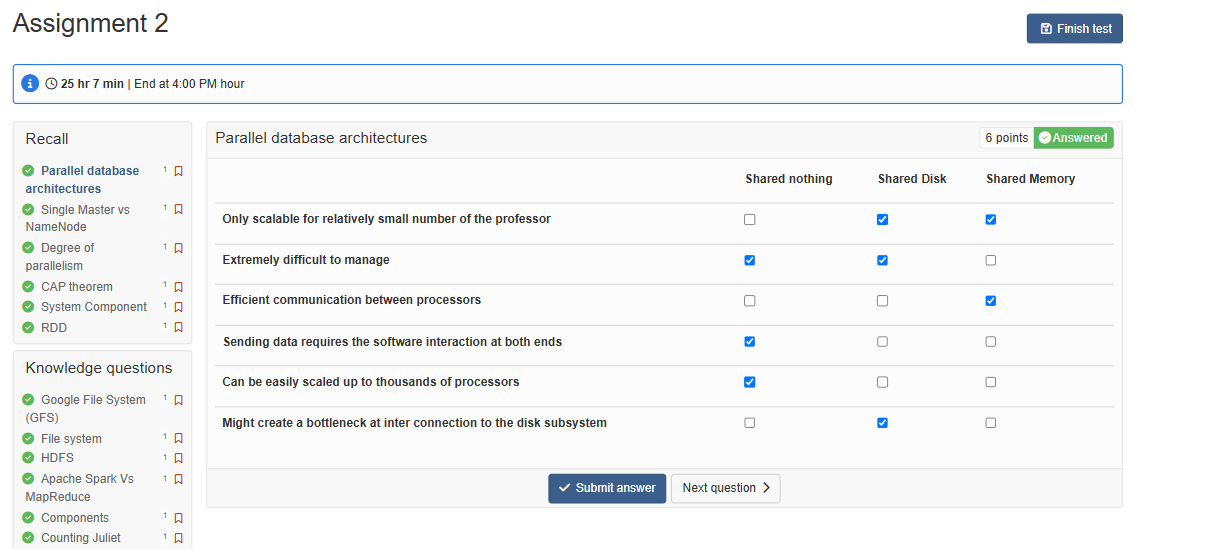 Assignment 2
Finish test
25 hr 7 min | End at 4:00 PM hour
Recall
Parallel database 1
architectures
Single Master vs 1
NameNode
Degree of 1
parallelism
CAP theorem 1
System Component 1
RDD 1
Knowledge questions
Google File System 1
(GFS)
File system 1
HDFS 1
Apache Spark Vs 1
MapReduce
Components 1
Counting Juliet 1
Parallel database architectures 6 points Answered
Shared nothing Shared Disk Shared Memory
Only scalable for relatively small number of the professor
Extremely difficult to manage
Efficient communication between processors
Sending data requires the software interaction at both ends
Can be easily scaled up to thousands of processors
Might create a bottleneck at inter connection to the disk subsystem
Submit answer Next question